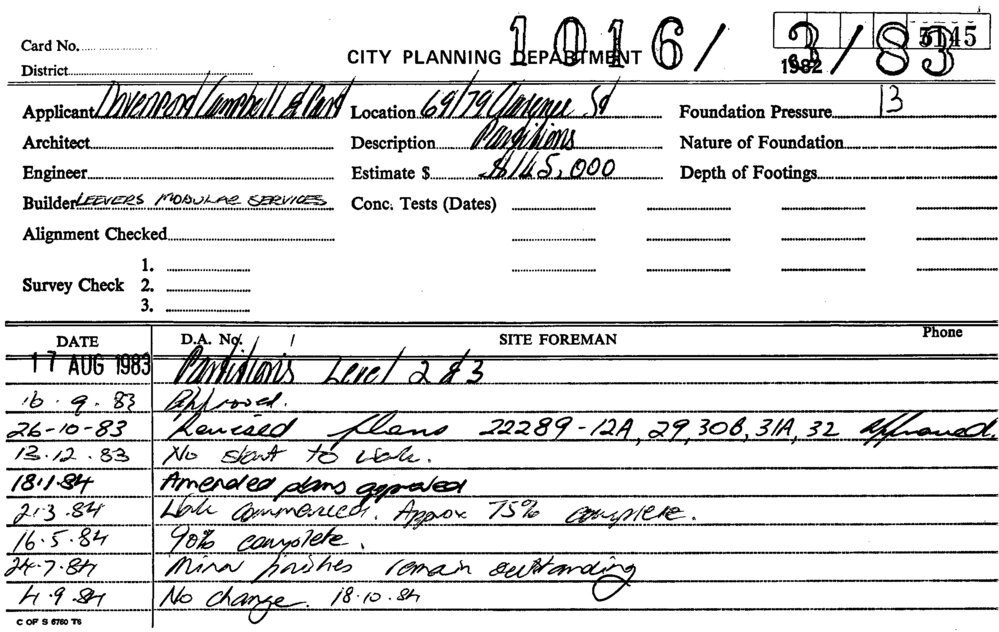 Card No. CITY PLANNING DEPARTMENT 1016/3/83 5145
District 1982
Applicant Davenport Campbell & Part Location 69/79 Clarence St Foundation Pressure 13
Architect Description Partitions Nature of Foundation
Engineer Estimate $ $145,000 Depth of Footings
Builder LEEVERS MODULAR SERVICES Conc. Tests (Dates)
Alignment Checked
1.
Survey Check 2.
3.
DATE D.A. No. SITE FOREMAN Phone
17 AUG 1983 Partitions Level 2 & 3
16.9.83 Approved.
26-10-83 Revised plans 22289-12A, 29, 30B, 31A, 32 approved.
13.12.83 No start to work.
18.1.84 Amended plans approved
21.3.84 Work commenced. Approx 75% complete.
16.5.84 90% complete.
24.7.84 Minor finishes remain outstanding
4.9.84 No change. 18.10.84
C OF S 6760 T6